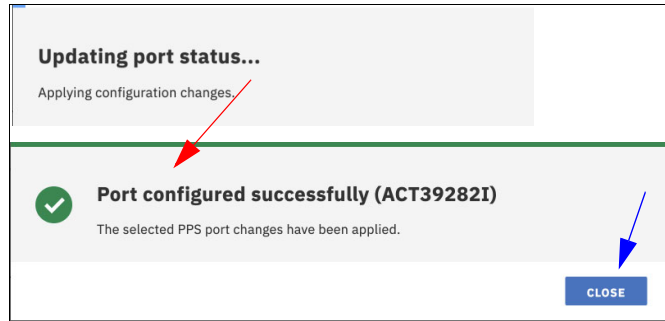 Updating port status...
Applying configuration changes.
Port configured successfully (ACT39282I)
The selected PPS port changes have been applied.
CLOSE